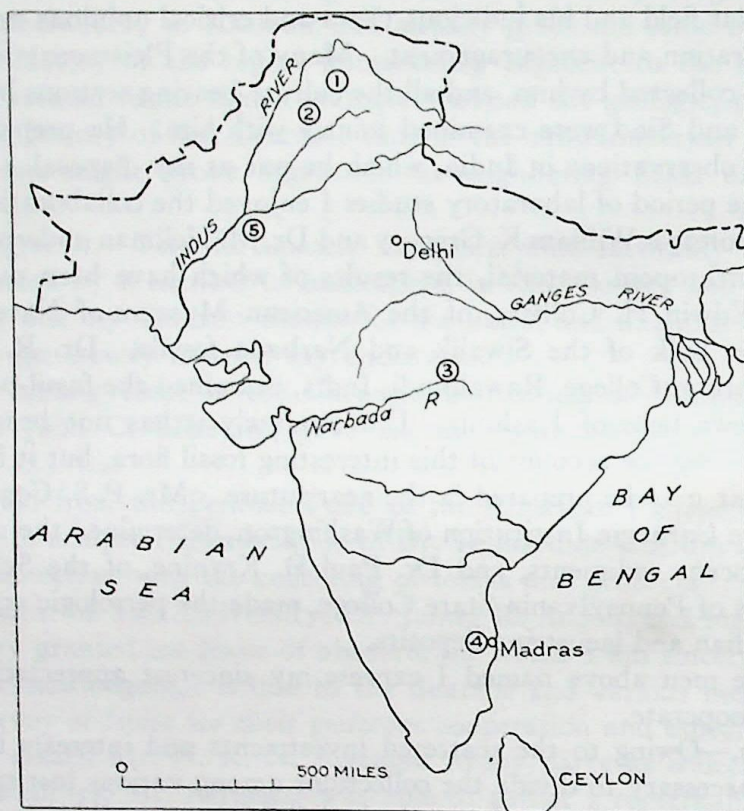 ①
②
RIVER
INDUS
⑤
Delhi
GANGES RIVER
③
Narbada R
ARABIAN
SEA
BAY
OF
BENGAL
④
Madras
0 500 MILES
CEYLON